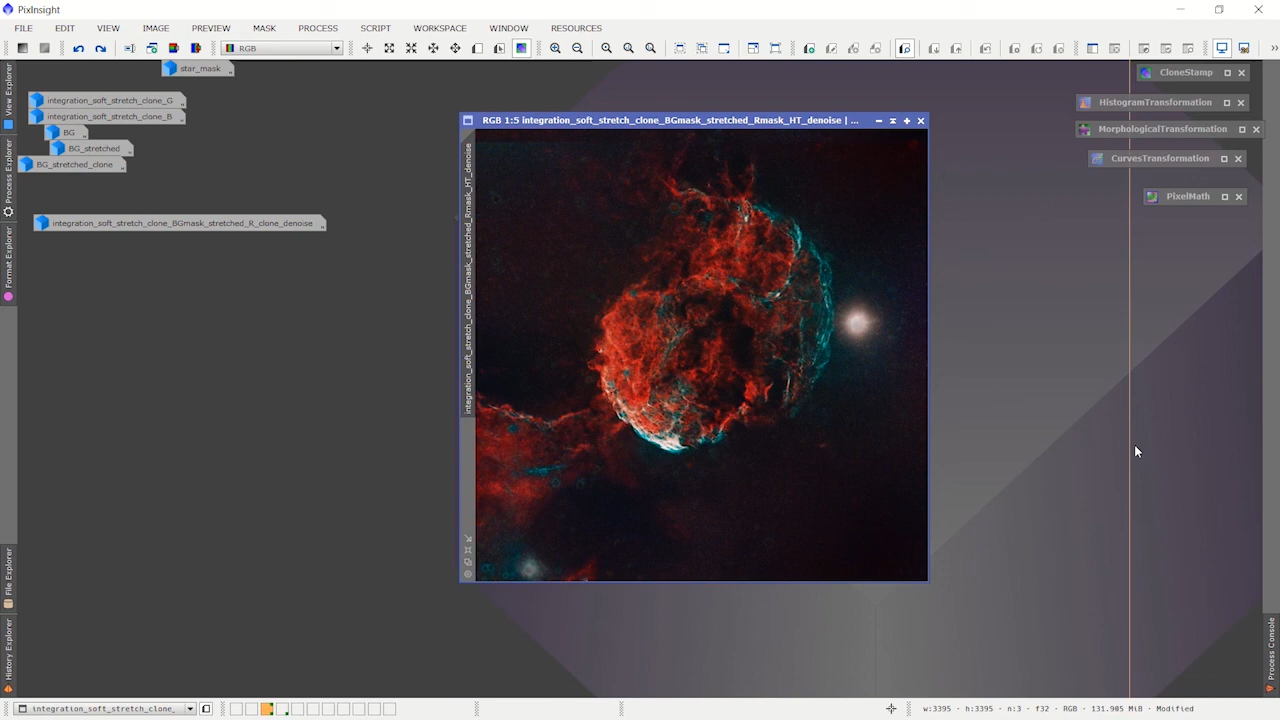 PixInsight
FILE EDIT VIEW IMAGE PREVIEW MASK PROCESS SCRIPT WORKSPACE WINDOW RESOURCES
RGB
star_mask
integration_soft_stretch_clone_G
integration_soft_stretch_clone_B
BG
BG_stretched
BG_stretched_clone
integration_soft_stretch_clone_BGmask_stretched_R_clone_denoise
View Explorer
Process Explorer
Format Explorer
File Explorer
History Explorer
RGB 1:5 integration_soft_stretch_clone_BGmask_stretched_Rmask_HT_denoise | ...
integration_soft_stretch_clone_BGmask_stretched_Rmask_HT_denoise
CloneStamp
HistogramTransformation
MorphologicalTransformation
CurvesTransformation
PixelMath
Process Console
integration_soft_stretch_clone_
w:3395 · h:3395 · n:3 · f32 · RGB · 131.905 MiB · Modified